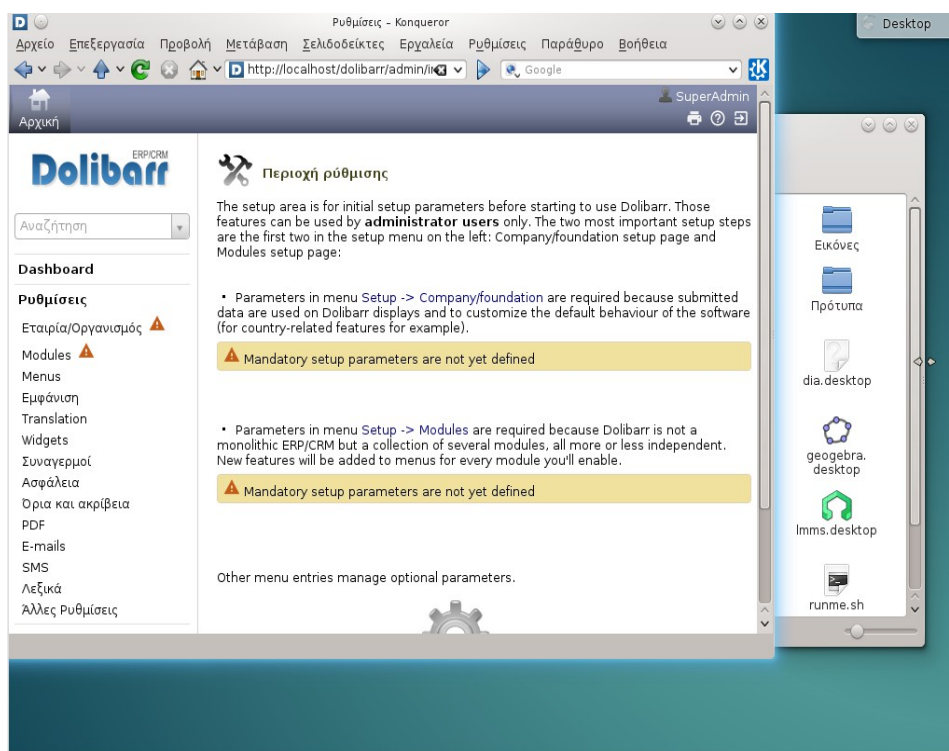 Ρυθμίσεις – Konqueror
Desktop
Αρχείο Επεξεργασία Προβολή Μετάβαση Σελιδοδείκτες Εργαλεία Ρυθμίσεις Παράθυρο Βοήθεια
http://localhost/dolibarr/admin/in
Google
SuperAdmin
Αρχική
Dolibarr ERP/CRM
Αναζήτηση
Dashboard
Ρυθμίσεις
Εταιρία/Οργανισμός
Modules
Menus
Εμφάνιση
Translation
Widgets
Συναγερμοί
Ασφάλεια
Όρια και ακρίβεια
PDF
E-mails
SMS
Λεξικά
Άλλες Ρυθμίσεις
Περιοχή ρύθμισης
The setup area is for initial setup parameters before starting to use Dolibarr. Those
features can be used by administrator users only. The two most important setup steps
are the first two in the setup menu on the left: Company/foundation setup page and
Modules setup page:
• Parameters in menu Setup -> Company/foundation are required because submitted
data are used on Dolibarr displays and to customize the default behaviour of the software
(for country-related features for example).
Mandatory setup parameters are not yet defined
• Parameters in menu Setup -> Modules are required because Dolibarr is not a
monolithic ERP/CRM but a collection of several modules, all more or less independent.
New features will be added to menus for every module you'll enable.
Mandatory setup parameters are not yet defined
Other menu entries manage optional parameters.
Εικόνες
Πρότυπα
dia.desktop
geogebra.
desktop
lmms.desktop
runme.sh